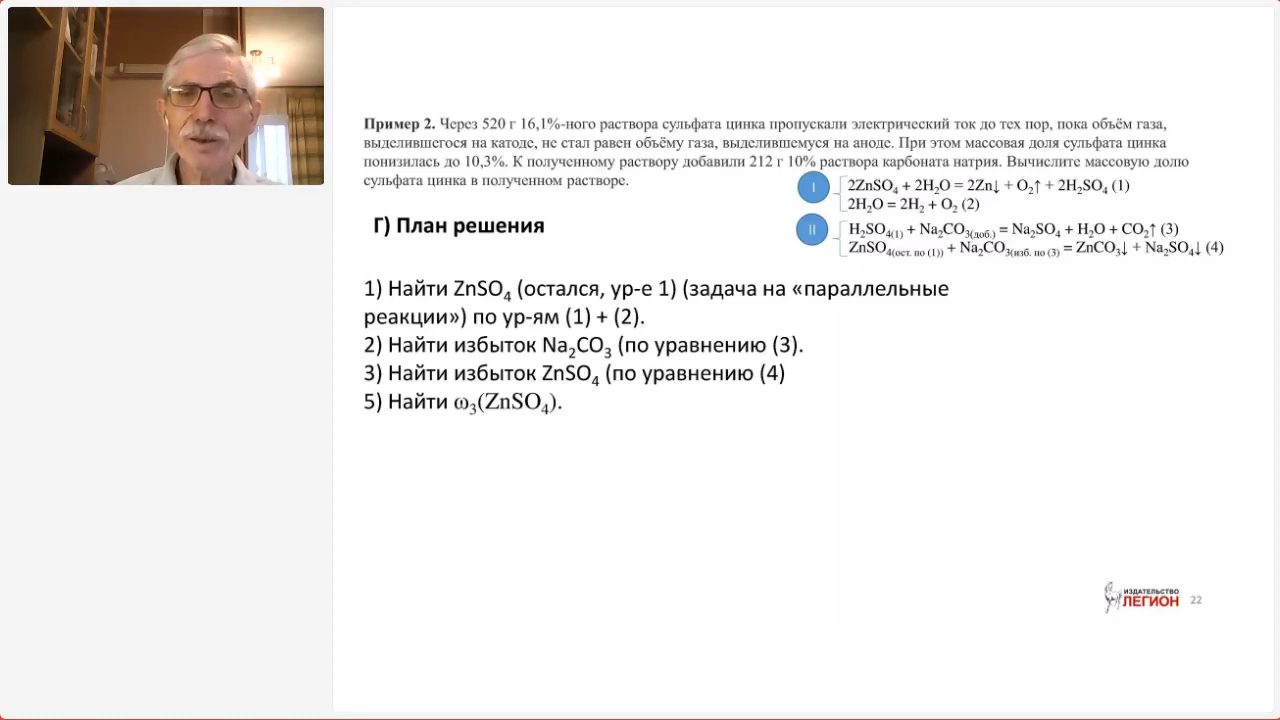 Пример 2. Через 520 г 16,1%-ного раствора сульфата цинка пропускали электрический ток до тех пор, пока объём газа,
выделившегося на катоде, не стал равен объёму газа, выделившемуся на аноде. При этом массовая доля сульфата цинка
понизилась до 10,3%. К полученному раствору добавили 212 г 10% раствора карбоната натрия. Вычислите массовую долю
сульфата цинка в полученном растворе.
I
2ZnSO₄ + 2H₂O = 2Zn↓ + O₂↑ + 2H₂SO₄ (1)
2H₂O = 2H₂ + O₂ (2)
II
H₂SO₄₍₁₎ + Na₂CO₃(доб.) = Na₂SO₄ + H₂O + CO₂↑ (3)
ZnSO₄(ост. по (1)) + Na₂CO₃(изб. по (3) = ZnCO₃↓ + Na₂SO₄↓ (4)
Г) План решения
1) Найти ZnSO₄ (остался, ур-е 1) (задача на «параллельные
реакции») по ур-ям (1) + (2).
2) Найти избыток Na₂CO₃ (по уравнению (3).
3) Найти избыток ZnSO₄ (по уравнению (4)
5) Найти ω₃(ZnSO₄).
ИЗДАТЕЛЬСТВО
ЛЕГИОН
22